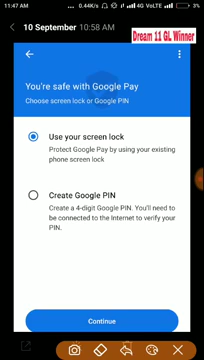 11:47 AM ... 0.44K/s 4G VoLTE 3%
10 September 10:58 AM
Dream 11 GL Winner
You're safe with Google Pay
Choose screen lock or Google PIN
Use your screen lock
Protect Google Pay by using your existing
phone screen lock
Create Google PIN
Create a 4-digit Google PIN. You'll need to
be connected to the Internet to verify your
PIN.
Continue